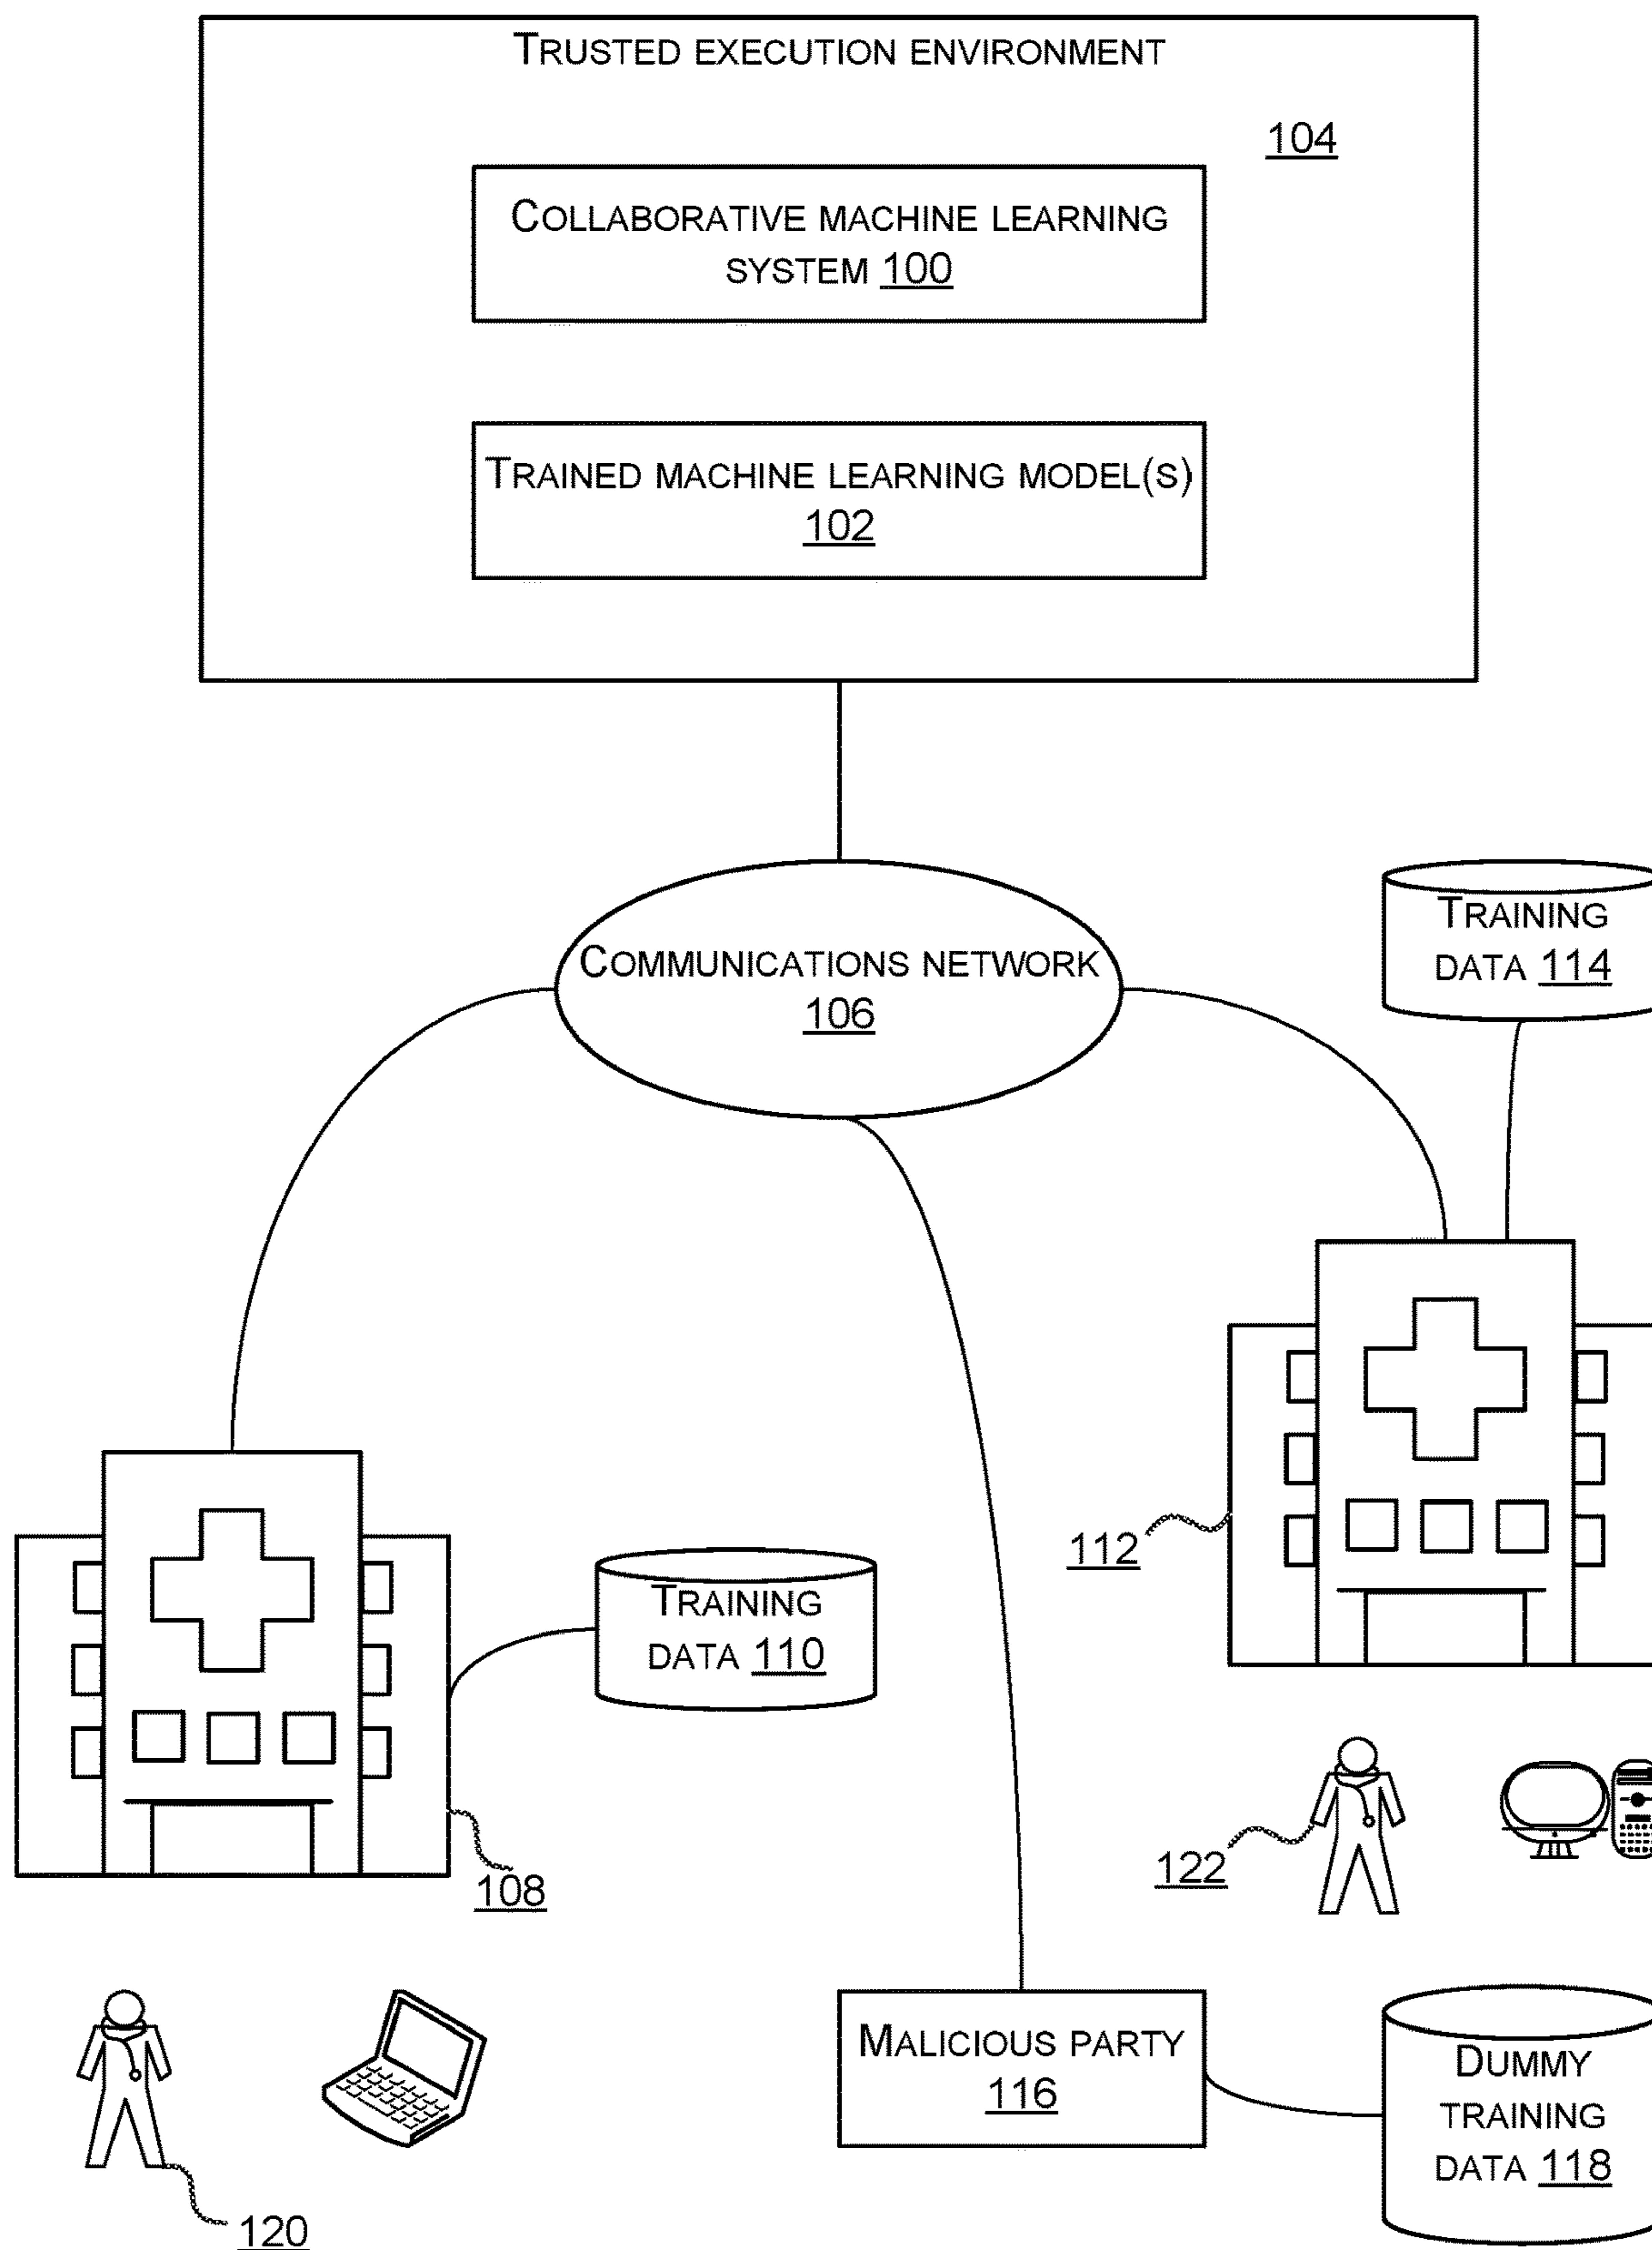 TRUSTED EXECUTION ENVIRONMENT
104
COLLABORATIVE MACHINE LEARNING
SYSTEM 100
TRAINED MACHINE LEARNING MODEL(S)
102
COMMUNICATIONS NETWORK
106
TRAINING
DATA 114
112
TRAINING
DATA 110
108
122
MALICIOUS PARTY
116
DUMMY
TRAINING
DATA 118
120